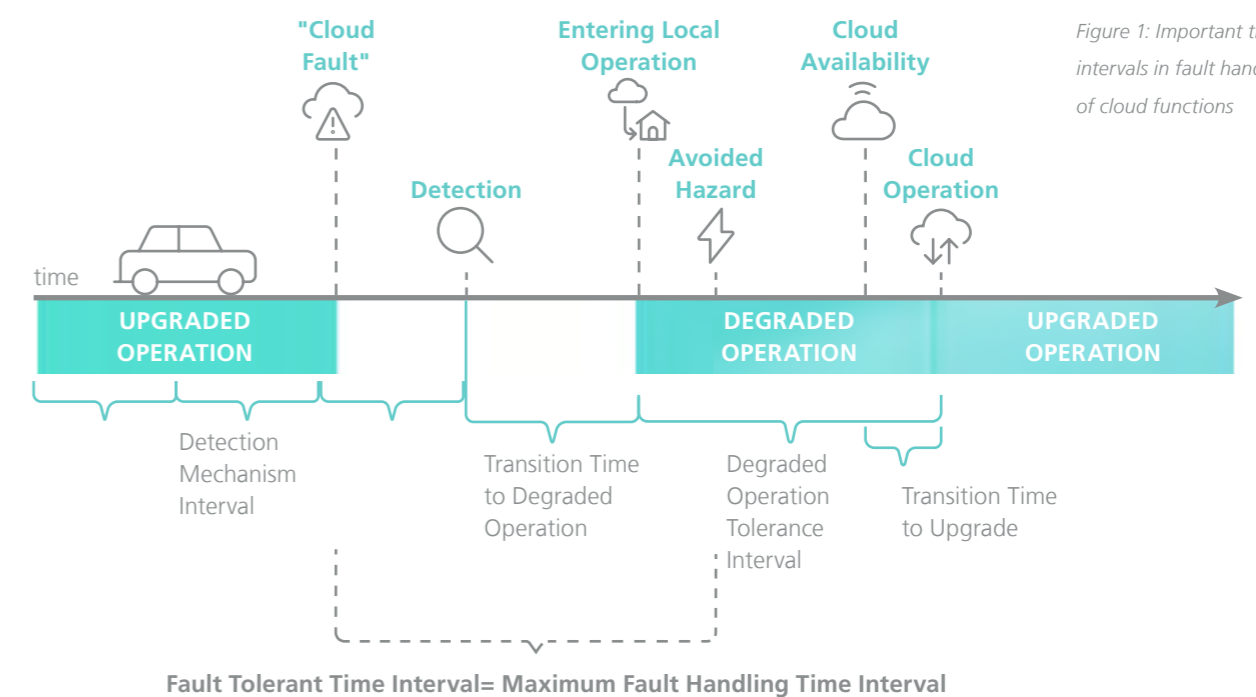 "Cloud
Fault"
Entering Local
Operation
Cloud
Availability
Figure 1: Important
intervals in fault
of cloud functions
Detection
Avoided
Hazard
Cloud
Operation
time
UPGRADED
OPERATION
DEGRADED
OPERATION
UPGRADED
OPERATION
Detection
Mechanism
Interval
Transition Time
to Degraded
Operation
Degraded
Operation
Tolerance
Interval
Transition Time
to Upgrade
Fault Tolerant Time Interval= Maximum Fault Handling Time Interval